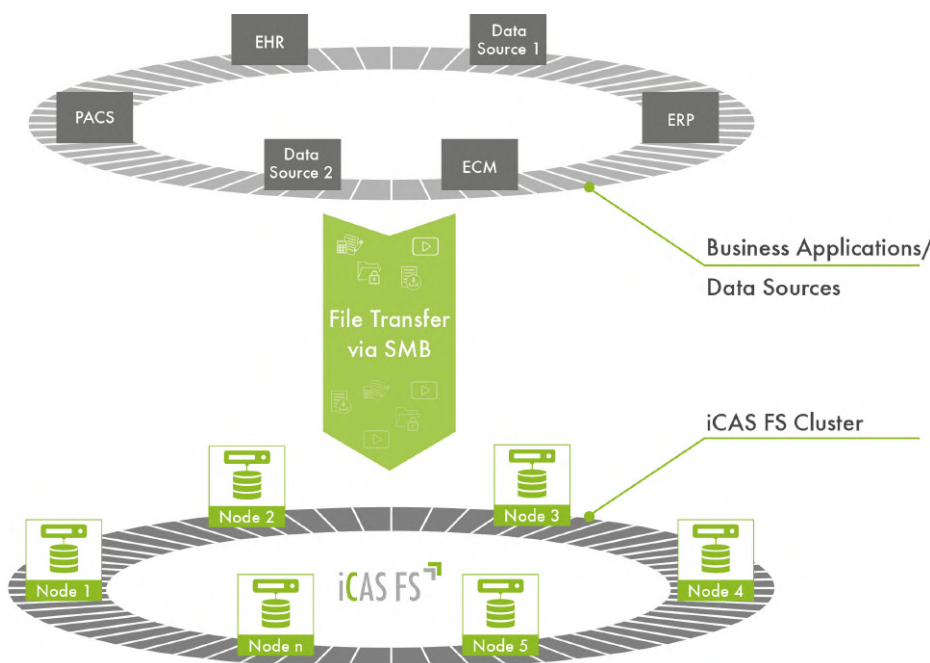 EHR
Data
Source 1
PACS
ERP
Data
Source 2
ECM
Business Applications/
Data Sources
File Transfer
via SMB
iCAS FS Cluster
Node 2
Node 3
Node 1
Node 4
iCAS FS
Node n
Node 5